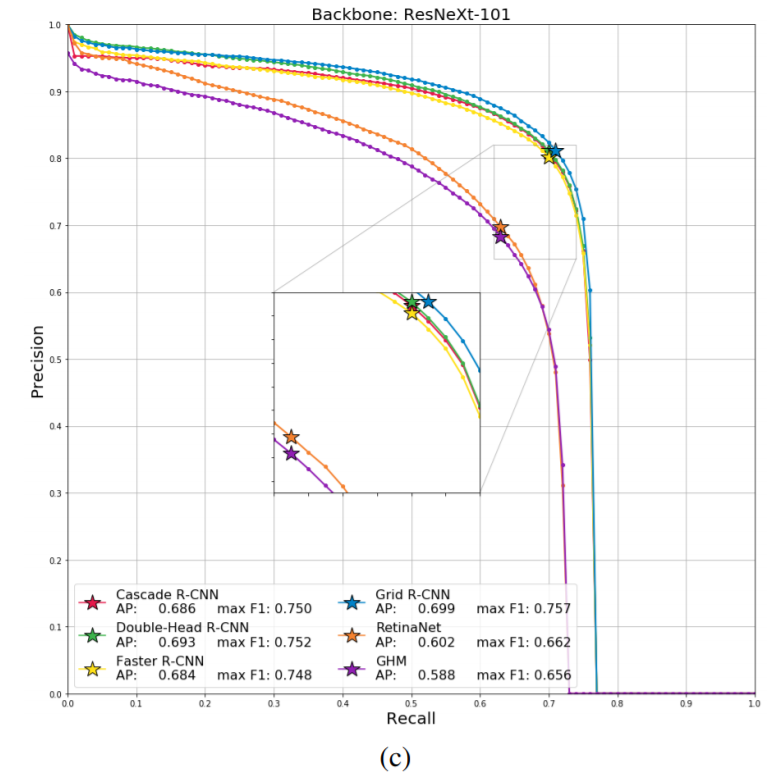 Backbone: ResNeXt-101
1.0
0.9
0.8
0.7
0.6
0.5
0.4
0.3
0.2
0.1
0.0
Precision
Cascade R-CNN
AP: 0.686 max F1: 0.750
Double-Head R-CNN
AP: 0.693 max F1: 0.752
Faster R-CNN
AP: 0.684 max F1: 0.748
Grid R-CNN
AP: 0.699 max F1: 0.757
RetinaNet
AP: 0.602 max F1: 0.662
GHM
AP: 0.588 max F1: 0.656
0.0 0.1 0.2 0.3 0.4 0.5 0.6 0.7 0.8 0.9 1.0
Recall
(c)